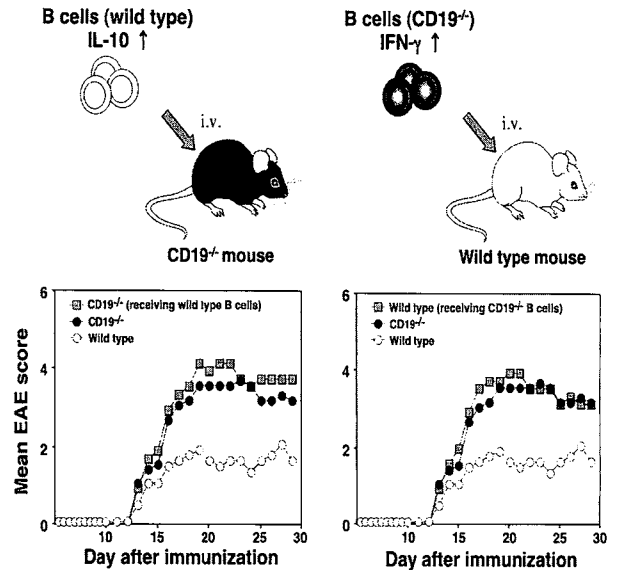 B cells (wild type)
IL-10 ↑
i.v.
CD19-/- mouse
B cells (CD19-/-)
IFN-γ ↑
i.v.
Wild type mouse
Mean EAE score
6
4
2
0
CD19-/- (receiving wild type B cells)
CD19-/-
Wild type
10 15 20 25 30
Day after immunization
6
4
2
0
Wild type (receiving CD19-/- B cells)
CD19-/-
Wild type
10 15 20 25 30
Day after immunization